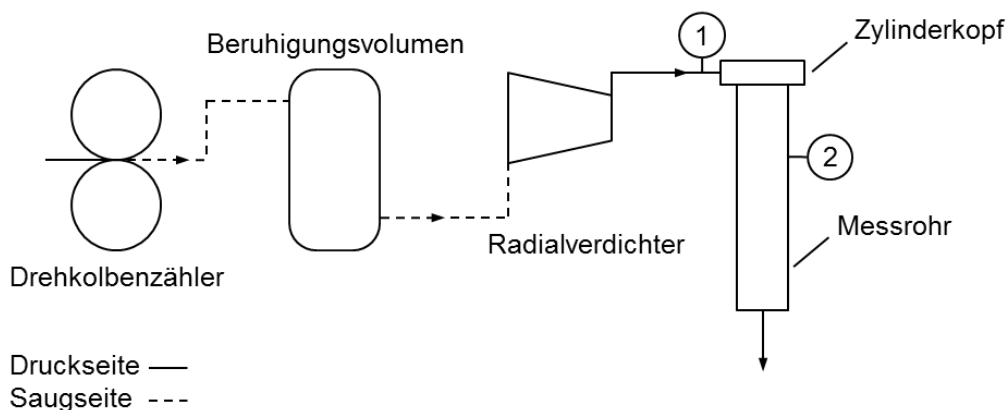 Beruhigungsvolumen
1
Zylinderkopf
2
Messrohr
Radialverdichter
Drehkolbenzähler
Druckseite
Saugseite